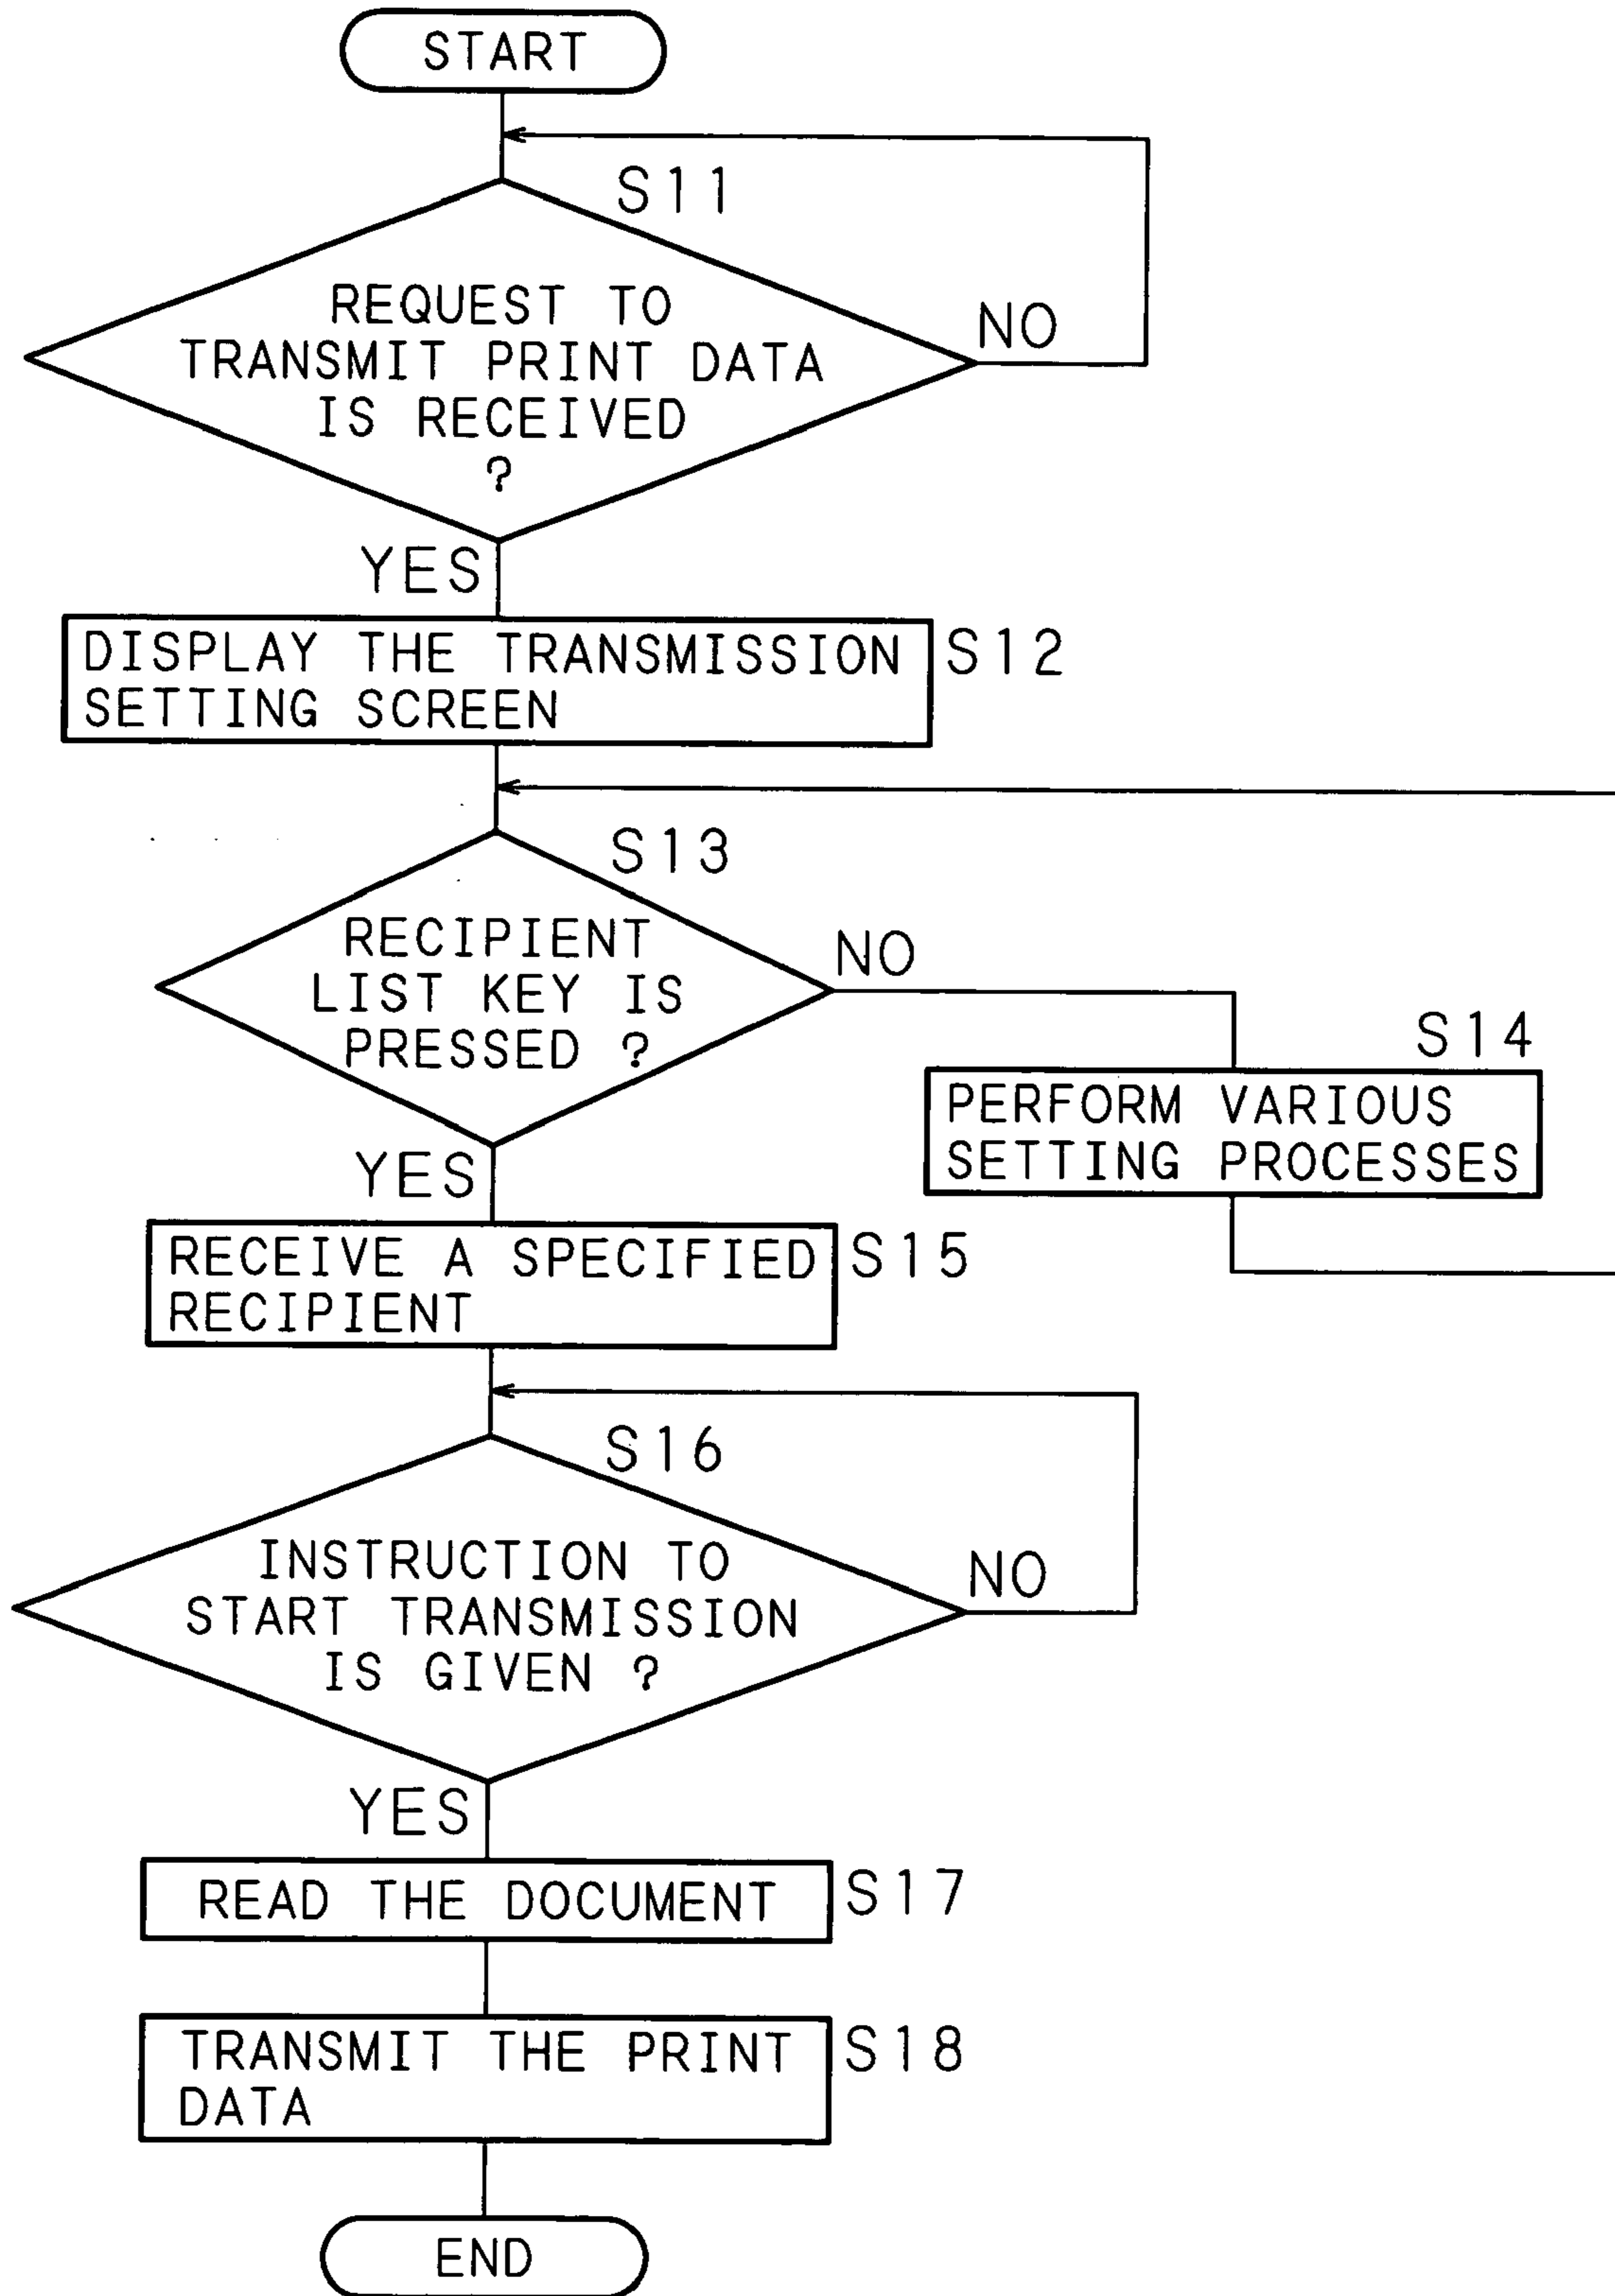 START
S11
REQUEST TO
TRANSMIT PRINT DATA
IS RECEIVED
?
NO
YES
DISPLAY THE TRANSMISSION
SETTING SCREEN
S12
S13
RECIPIENT
LIST KEY IS
PRESSED ?
NO
S14
PERFORM VARIOUS
SETTING PROCESSES
YES
RECEIVE A SPECIFIED
RECIPIENT
S15
S16
INSTRUCTION TO
START TRANSMISSION
IS GIVEN ?
NO
YES
READ THE DOCUMENT
S17
TRANSMIT THE PRINT
DATA
S18
END